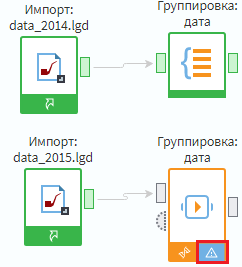 Импорт:
data_2014.lgd
Группировка:
дата
Импорт:
data_2015.lgd
Группировка:
дата